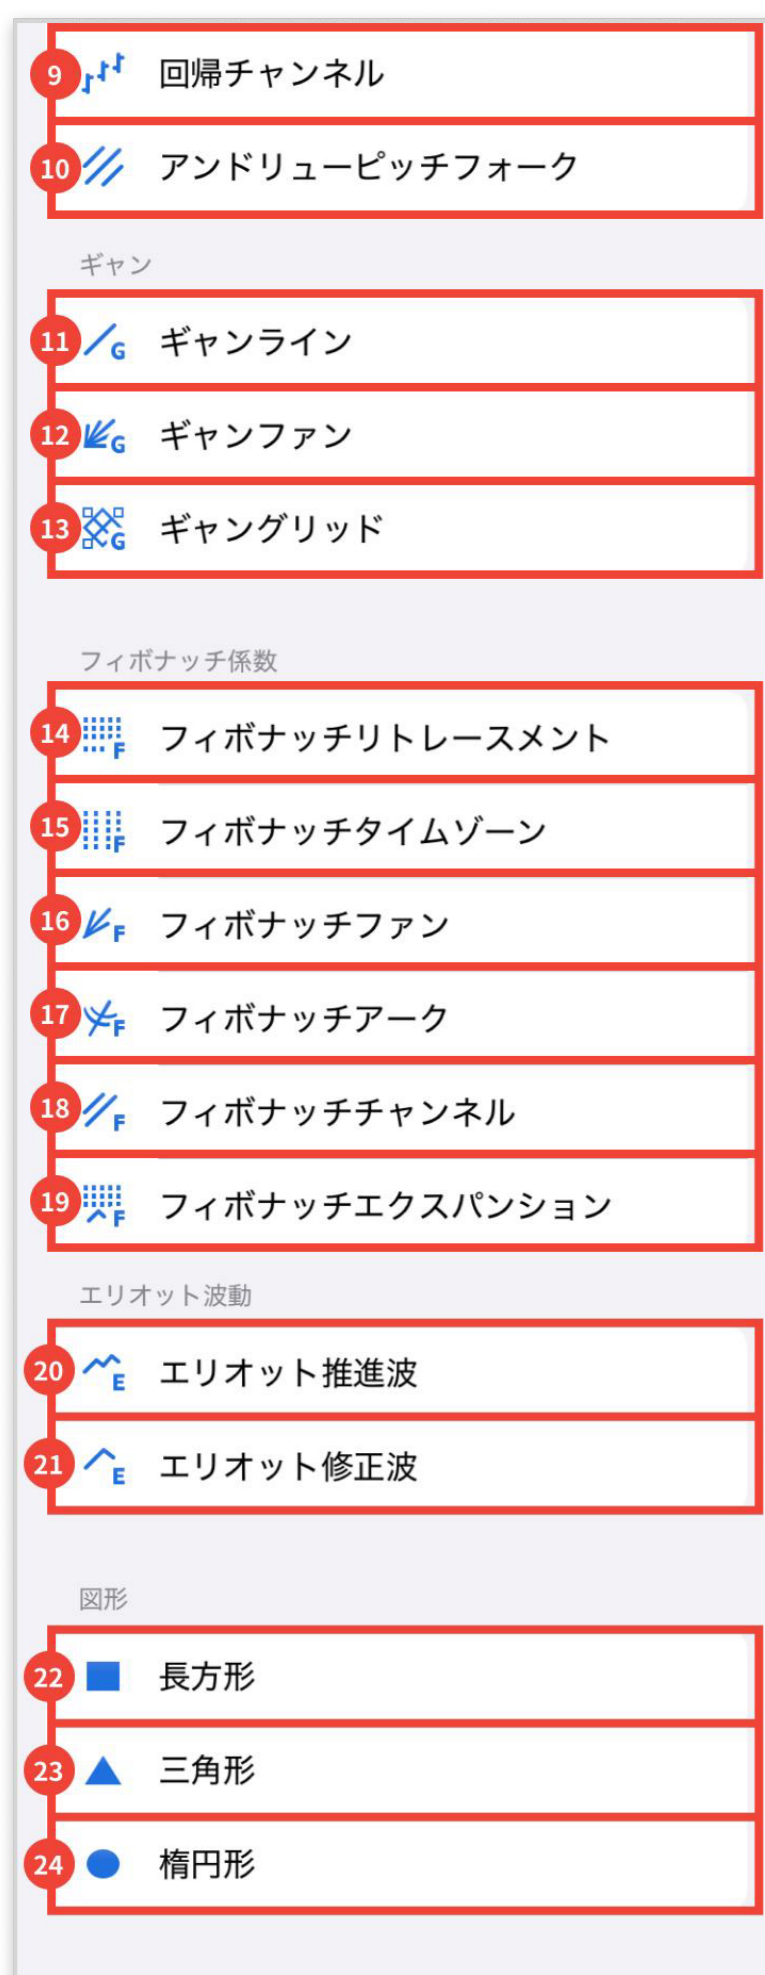 9 回帰チャンネル
10 アンドリューピッチフォーク
ギャン
11 G ギャンライン
12 G ギャンファン
13 G ギャングリッド
フィボナッチ係数
14 F フィボナッチリトレースメント
15 F フィボナッチタイムゾーン
16 F フィボナッチファン
17 F フィボナッチアーク
18 F フィボナッチチャンネル
19 F フィボナッチエクスパンション
エリオット波動
20 E エリオット推進波
21 E エリオット修正波
図形
22 長方形
23 三角形
24 楕円形